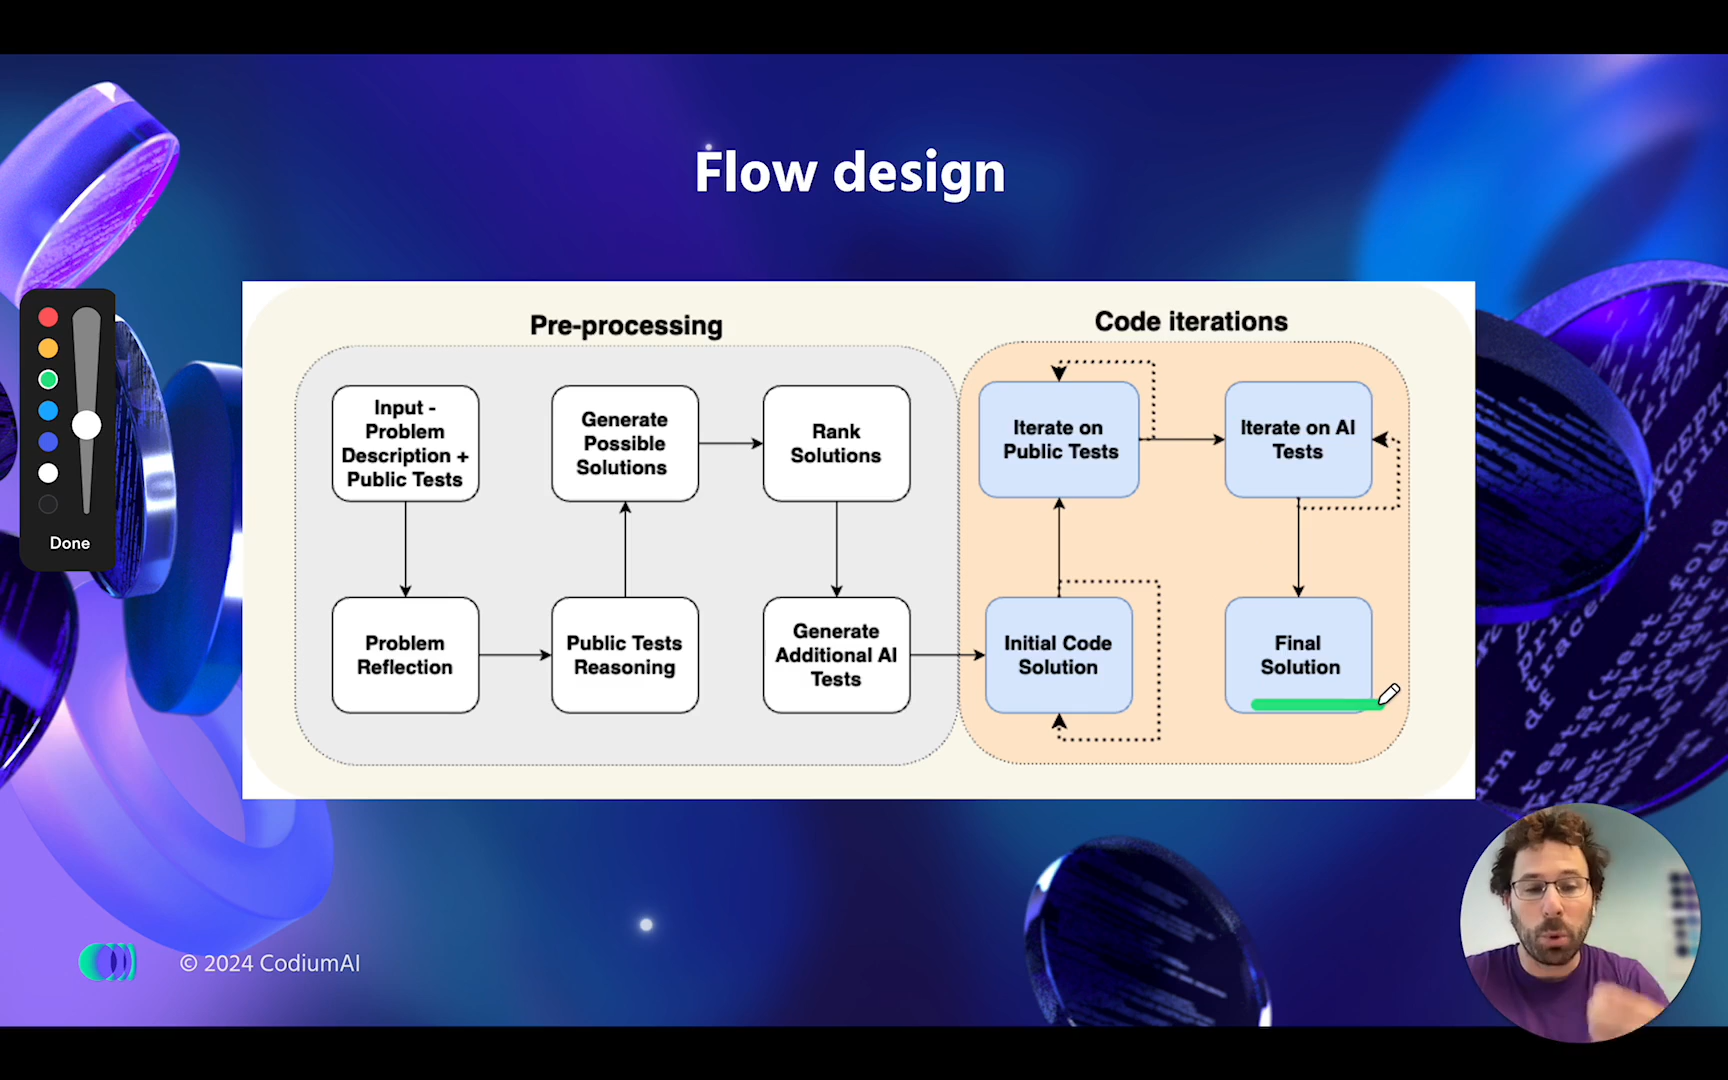 Flow design
Pre-processing
Code iterations
Input -
Problem
Description +
Public Tests
Generate
Possible
Solutions
Rank
Solutions
Iterate on
Public Tests
Iterate on AI
Tests
Problem
Reflection
Public Tests
Reasoning
Generate
Additional AI
Tests
Initial Code
Solution
Final
Solution
Done
© 2024 CodiumAI